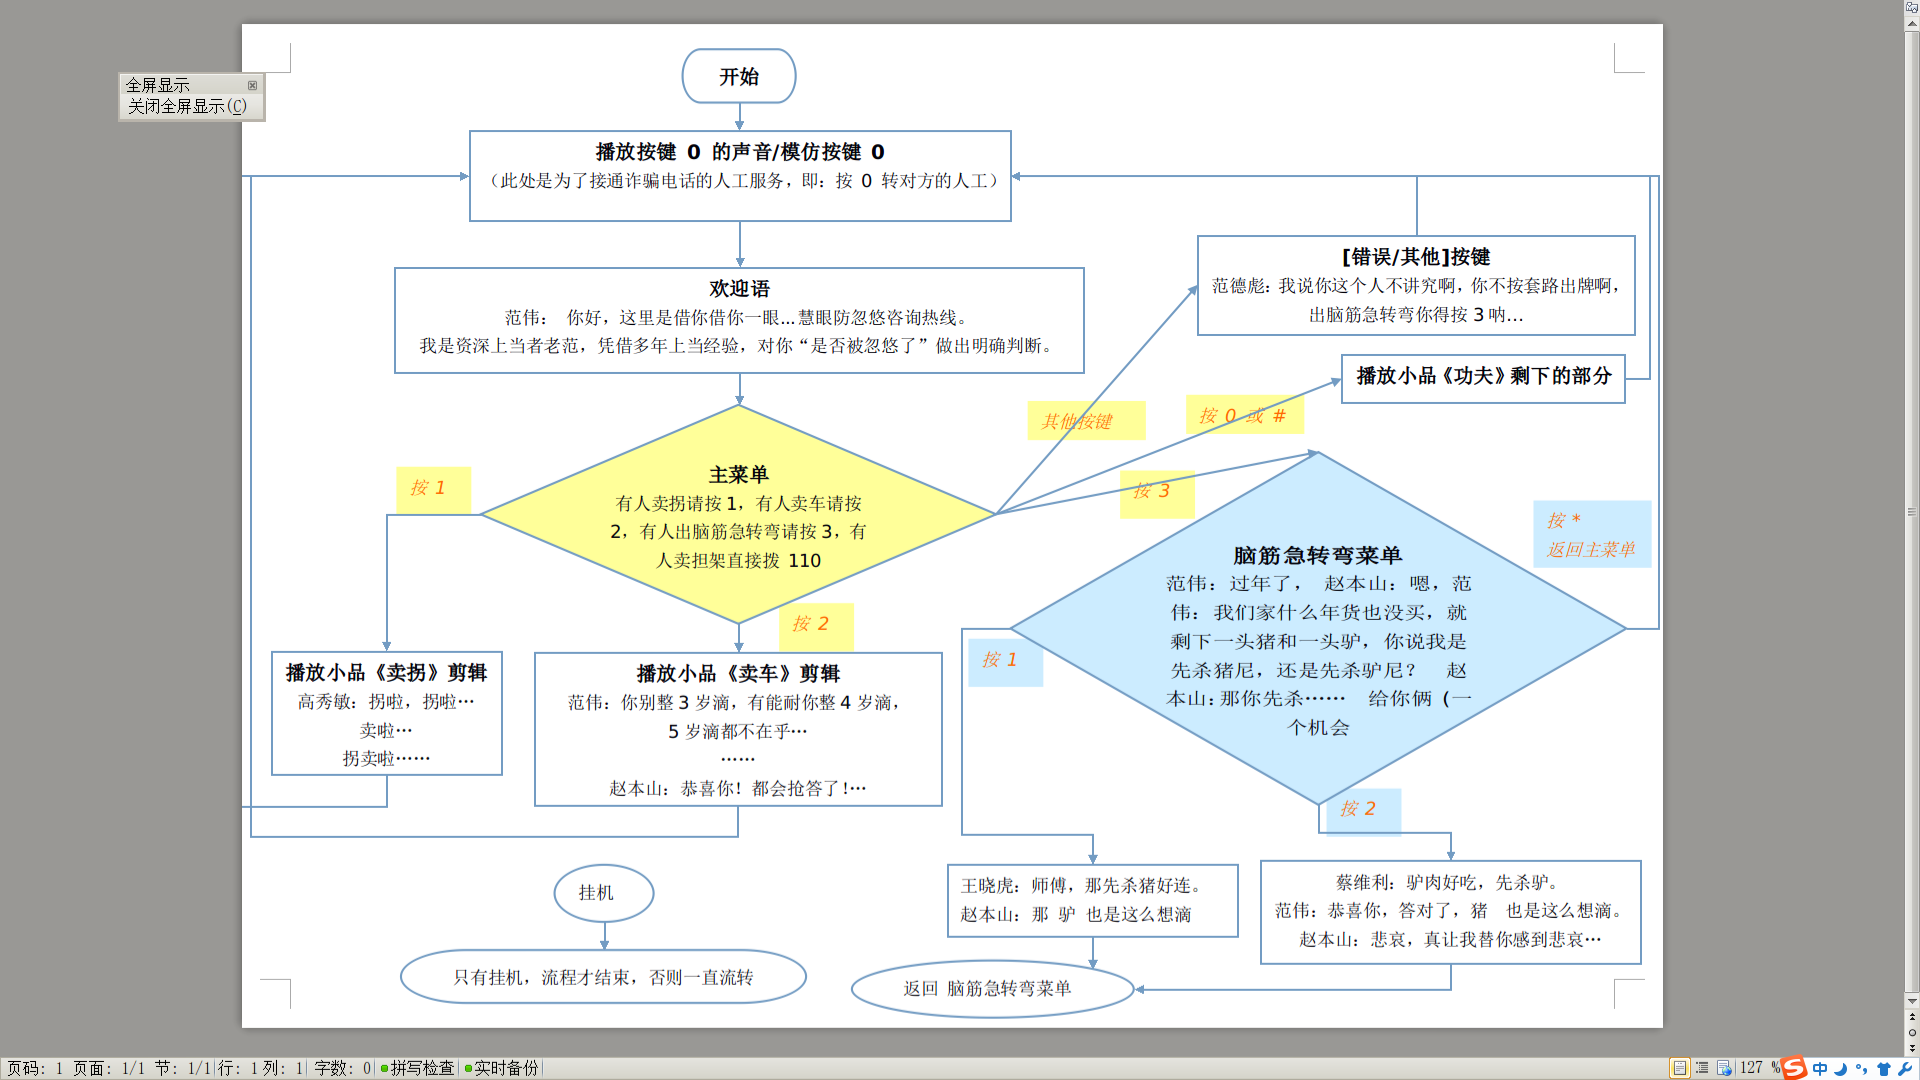 全屏显示
关闭全屏显示(C)
开始
播放按键 0 的声音/模仿按键 0
（此处是为了接通诈骗电话的人工服务，即：按 0 转对方的人工）
欢迎语
范伟： 你好，这里是借你借你一眼...慧眼防忽悠咨询热线。
我是资深上当者老范，凭借多年上当经验，对你“是否被忽悠了”做出明确判断。
[错误/其他]按键
范德彪：我说你这个人不讲究啊，你不按套路出牌啊，
出脑筋急转弯你得按 3 呐...
播放小品《功夫》剩下的部分
其他按键
按 0 或 #
按 3
主菜单
有人卖拐请按 1，有人卖车请按
2，有人出脑筋急转弯请按 3，有
人卖担架直接拨 110
按 1
按 2
按 *
返回主菜单
脑筋急转弯菜单
范伟：过年了， 赵本山：嗯，范
伟：我们家什么年货也没买，就
剩下一头猪和一头驴，你说我是
先杀猪尼，还是先杀驴尼？ 赵
本山：那你先杀…… 给你俩 (一
个机会
按 1
按 2
播放小品《卖拐》剪辑
高秀敏：拐啦，拐啦…
卖啦…
拐卖啦……
播放小品《卖车》剪辑
范伟：你别整 3 岁滴，有能耐你整 4 岁滴，
5 岁滴都不在乎…
……
赵本山：恭喜你！都会抢答了！…
挂机
只有挂机，流程才结束，否则一直流转
王晓虎：师傅，那先杀猪好连。
赵本山：那 驴 也是这么想滴
蔡维利：驴肉好吃，先杀驴。
范伟：恭喜你，答对了，猪 也是这么想滴。
赵本山：悲哀，真让我替你感到悲哀…
返回 脑筋急转弯菜单
页码：1 页面：1/1 节：1/1 行：1 列：1 字数：0 拼写检查 实时备份
127 % 中